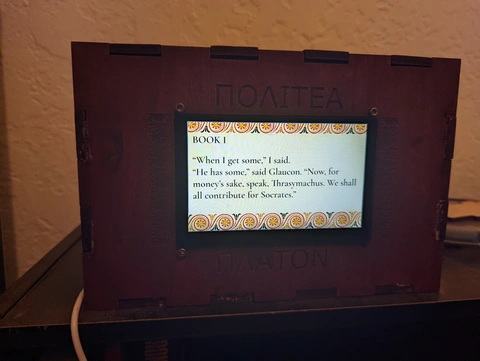 ΠΟΛΙΤΕΑ
BOOK I
“When I get some,” I said.
“He has some,” said Glaucon. “Now, for
money's sake, speak, Thrasymachus. We shall
all contribute for Socrates.”
ΠΛΑΤΟΝ